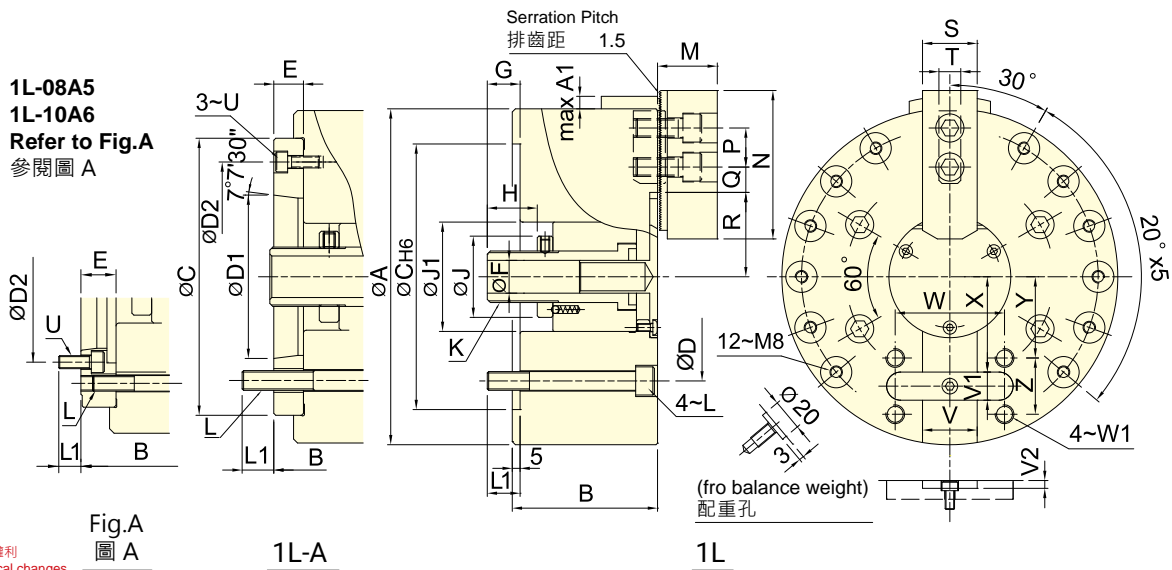 1L-08A5
1L-10A6
Refer to Fig.A
參閱圖 A
Serration Pitch
排齒距 1.5
E
3~U
7°7'30"
ØD2
ØC
ØD1
L
L1
B
1L-A
ØD2
E
U
L
L1
B
Fig.A
圖 A
G
max A1
M
H
P
N
Q
R
ØA
ØCH6
ØJ1
ØJ
ØF
K
ØD
4~L
5
L1
B
1L
S
T
30°
20°x5
60°
W
X
Y
Z
V1
V
12~M8
4~W1
Ø20
3
V2
(fro balance weight)
配重孔
cal changes